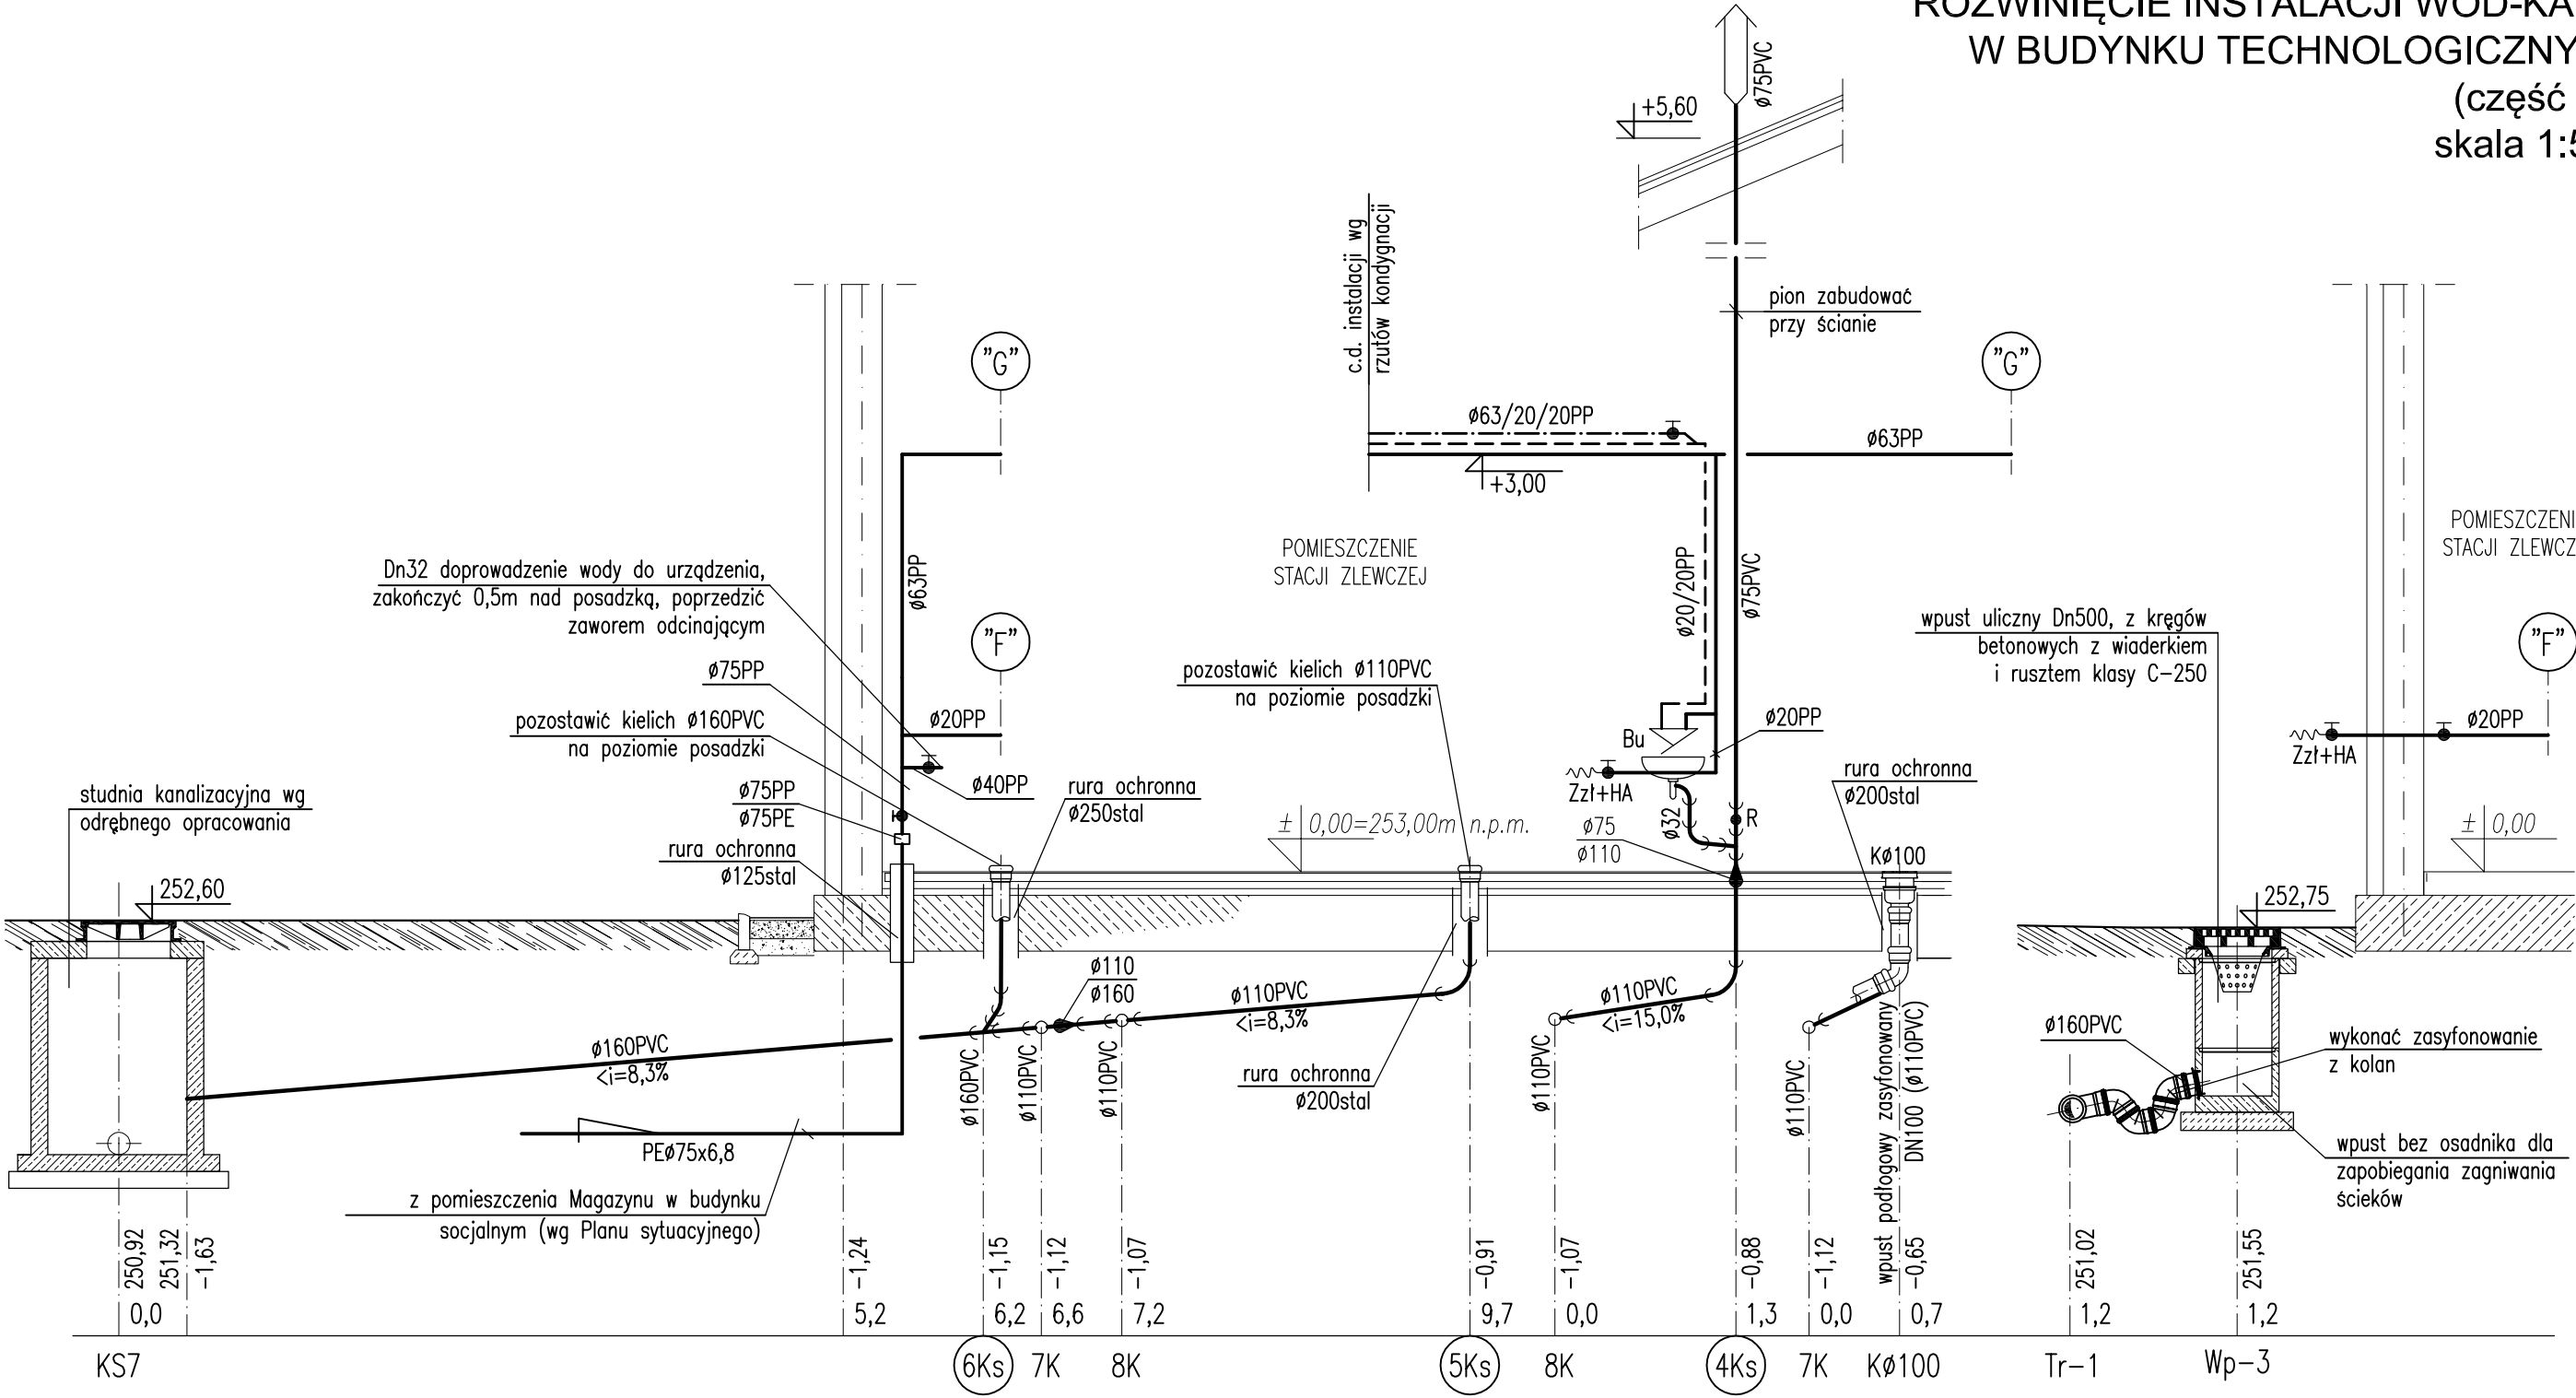 ROZWINIĘCIE INSTALACJI WOD-KA
W BUDYNKU TECHNOLOGICZNY
(część
skala 1:5
ø75PVC
+5,60
c.d. instalacji wg
rzutów kondygnacji
pion zabudować
przy ścianie
"G"
"G"
ø63/20/20PP
ø63PP
+3,00
POMIESZCZENIE
STACJI ZLEWCZEJ
POMIESZCZENI
STACJI ZLEWCZ
Dn32 doprowadzenie wody do urządzenia,
zakończyć 0,5m nad posadzką, poprzedzić
zaworem odcinającym
ø63PP
"F"
ø20/20PP
ø75PVC
wpust uliczny Dn500, z kręgów
betonowych z wiaderkiem
i rusztem klasy C-250
"F"
ø75PP
pozostawić kielich ø110PVC
na poziomie posadzki
pozostawić kielich ø160PVC
na poziomie posadzki
ø20PP
ø20PP
ø20PP
Bu
Zzł+HA
Zzł+HA
studnia kanalizacyjna wg
odrębnego opracowania
ø75PP
ø75PE
ø40PP
rura ochronna
ø250stal
rura ochronna
ø200stal
± 0,00=253,00m n.p.m.
ø75
ø110
ø32
R
± 0,00
rura ochronna
ø125stal
Kø100
252,60
252,75
ø110
ø160
ø110PVC
<i=8,3%
ø110PVC
<i=15,0%
ø160PVC
<i=8,3%
ø160PVC
ø110PVC
ø110PVC
rura ochronna
ø200stal
ø110PVC
ø110PVC
wpust podłogowy zasyfonowany
DN100 (ø110PVC)
ø160PVC
wykonać zasyfonowanie
z kolan
PEø75x6,8
wpust bez osadnika dla
zapobiegania zagniwania
ścieków
z pomieszczenia Magazynu w budynku
socjalnym (wg Planu sytuacyjnego)
250,92
251,32
-1,63
-1,24
-1,15
-1,12
-1,07
-0,91
-1,07
-0,88
-1,12
-0,65
251,02
251,55
0,0
5,2
6,2
6,6
7,2
9,7
0,0
1,3
0,0
0,7
1,2
1,2
KS7
6Ks
7K
8K
5Ks
8K
4Ks
7K
Kø100
Tr-1
Wp-3